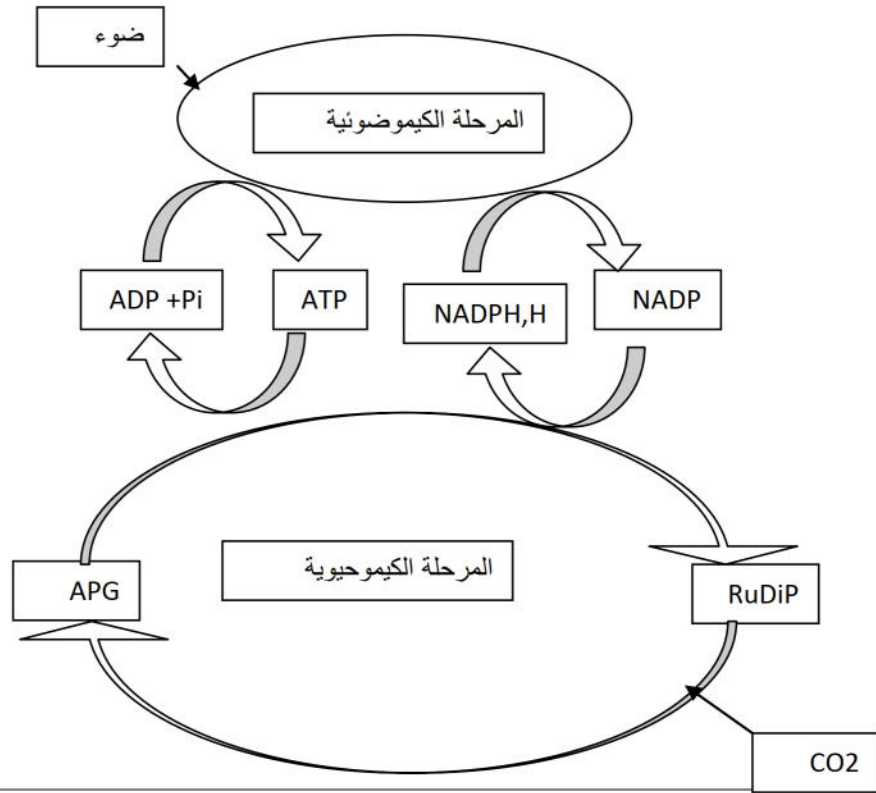 ضوء
المرحلة الكيموضوئية
ADP +Pi
ATP
NADPH,H
NADP
المرحلة الكيموحيوية
APG
RuDiP
CO2